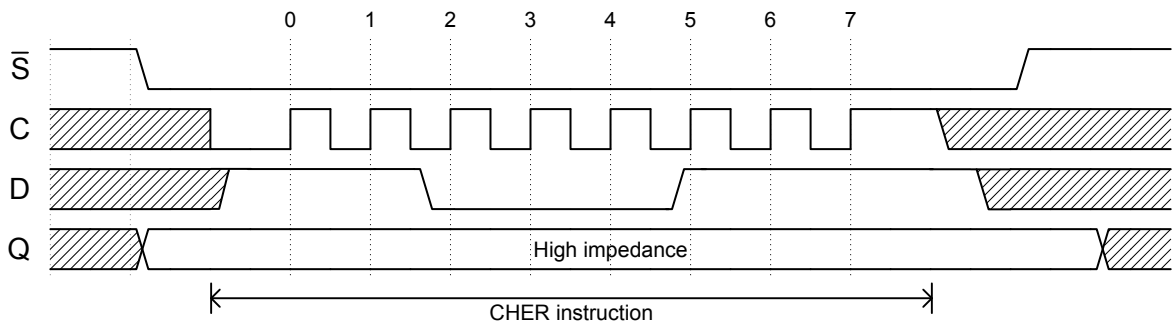 0 1 2 3 4 5 6 7
S̅
C
D
Q
High impedance
CHER instruction